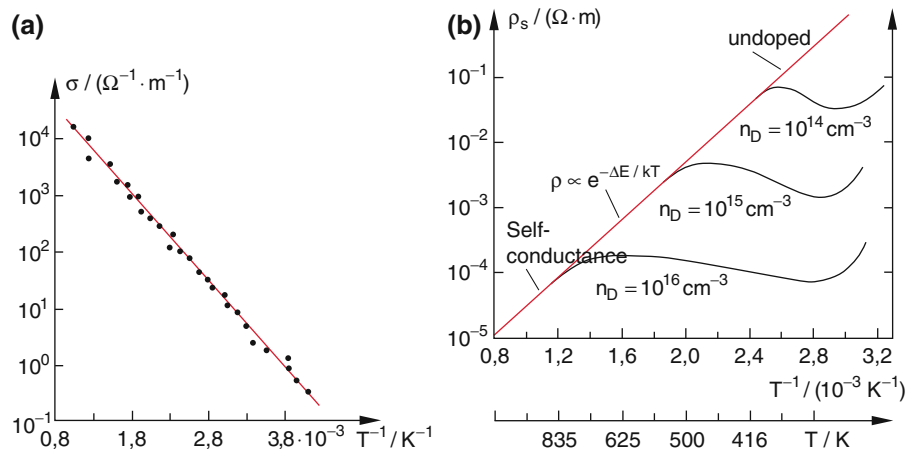 (a)
σ / (Ω⁻¹ · m⁻¹)
10⁴
10³
10²
10¹
10⁰
10⁻¹
0,8 1,8 2,8 3,8 · 10⁻³ T⁻¹ / K⁻¹
(b)
ρₛ / (Ω · m)
undoped
10⁻¹
n_D = 10¹⁴ cm⁻³
10⁻²
ρ ∝ e^{−ΔE / kT}
10⁻³
n_D = 10¹⁵ cm⁻³
Self-
conductance
10⁻⁴
n_D = 10¹⁶ cm⁻³
10⁻⁵
0,8 1,2 1,6 2,0 2,4 2,8 3,2
T⁻¹ / (10⁻³ K⁻¹)
835 625 500 416 T / K